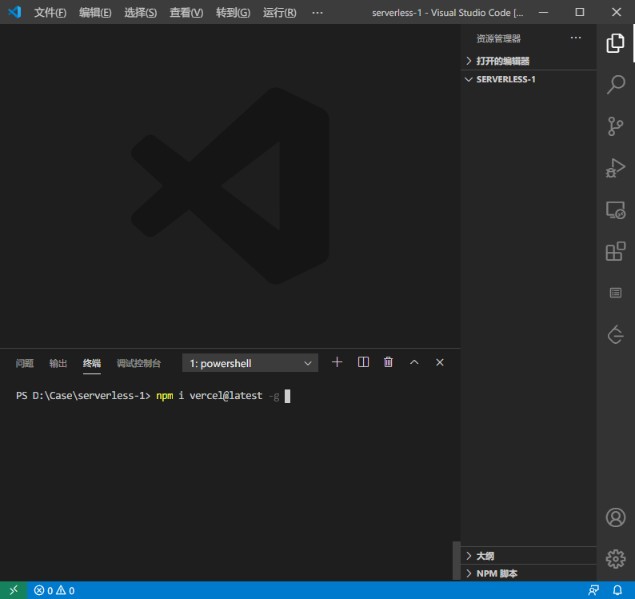 文件(F) 编辑(E) 选择(S) 查看(V) 转到(G) 运行(R) ··· serverless-1 - Visual Studio Code [...
资源管理器 ···
打开的编辑器
SERVERLESS-1
问题 输出 终端 调试控制台 1: powershell
PS D:\Case\serverless-1> npm i vercel@latest -g
大纲
NPM 脚本
0 0